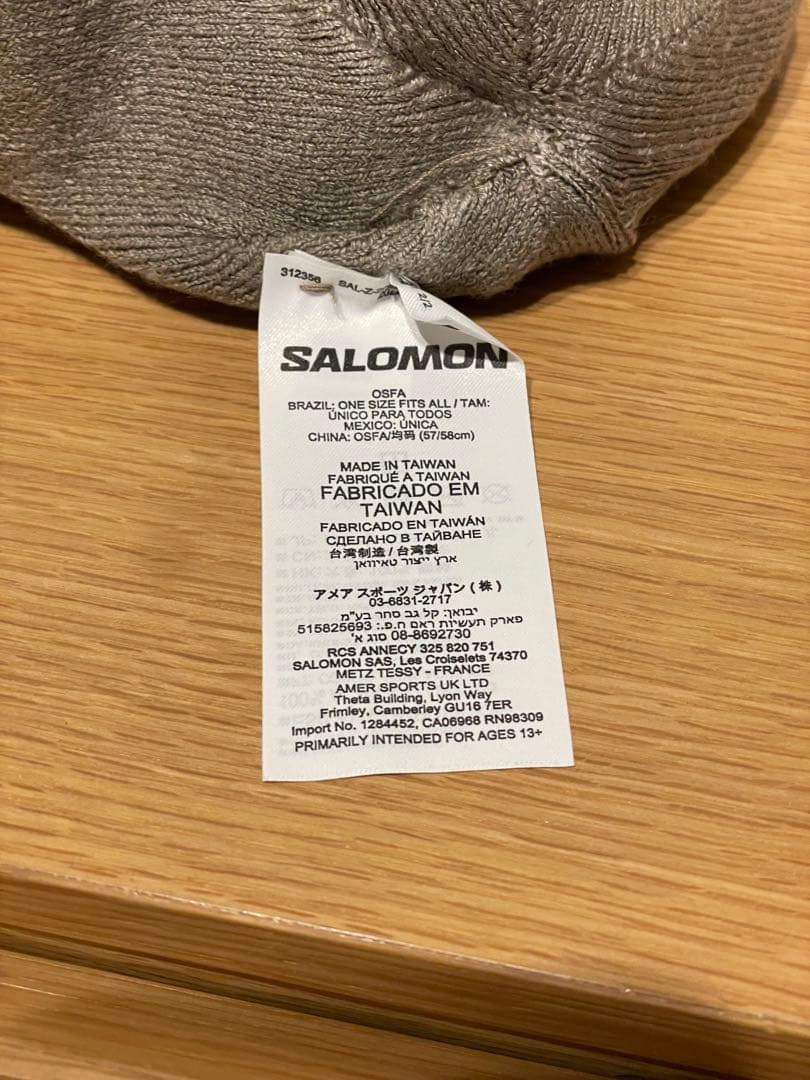 312356
SAL-Z-
2/2
SALOMON
OSFA
BRAZIL: ONE SIZE FITS ALL / TAM:
ÚNICO PARA TODOS
MEXICO: ÚNICA
CHINA: OSFA/均码 (57/58cm)
MADE IN TAIWAN
FABRIQUÉ A TAIWAN
FABRICADO EM
TAIWAN
FABRICADO EN TAIWÁN
СДЕЛАНО В ТАЙВАНЕ
台湾制造 / 台灣製
ארץ ייצור טאיוואן
アメア スポーツ ジャパン ( 株 )
03-6831-2717
יבואן: קל גב סחר בע"מ
פארק תעשיות ראם ח.פ.: 515825693
08-8692730 סוג א'
RCS ANNECY 325 820 751
SALOMON SAS, Les Croiselets 74370
METZ TESSY - FRANCE
AMER SPORTS UK LTD
Theta Building, Lyon Way
Frimley, Camberley GU16 7ER
Import No. 1284452, CA06968 RN98309
PRIMARILY INTENDED FOR AGES 13+